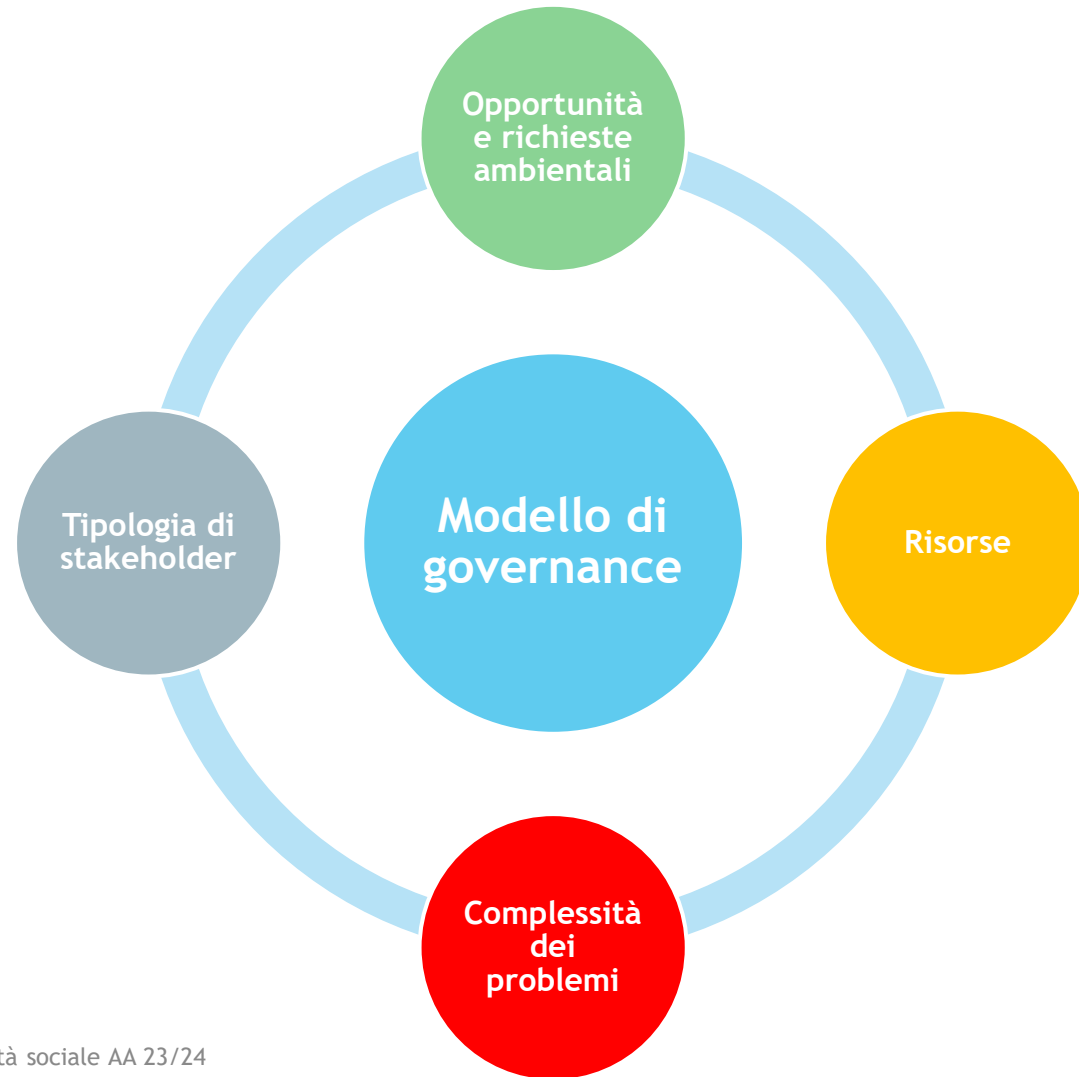 Opportunità
e richieste
ambientali
Tipologia di
stakeholder
Modello di
governance
Risorse
Complessità
dei
problemi
tà sociale AA 23/24